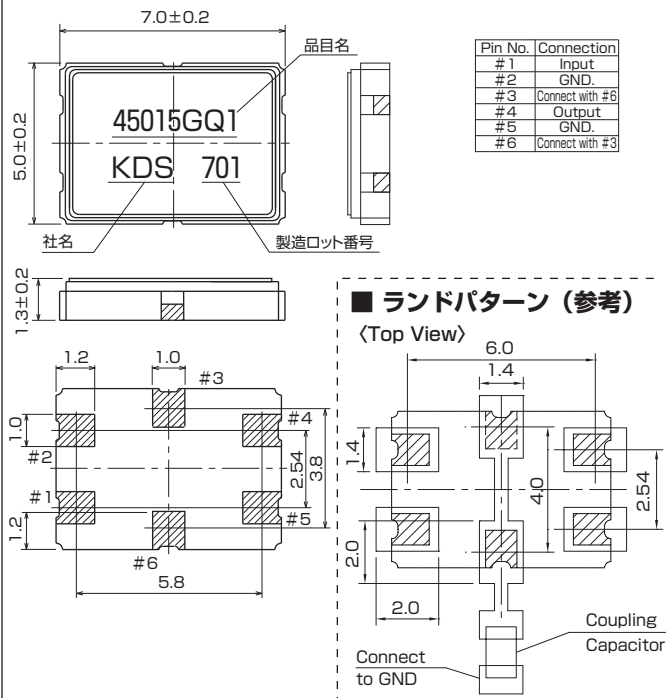 7.0±0.2
品目名
5.0±0.2
45015GQ1
KDS 701
社名
製造ロット番号
Pin No. Connection
#1 Input
#2 GND.
#3 Connect with #6
#4 Output
#5 GND.
#6 Connect with #3
1.3±0.2
1.2
1.0
#3
1.0
#4
#2
2.54
3.8
#1
1.2
#5
#6
5.8
■ ランドパターン（参考）
〈Top View〉
6.0
1.4
1.4
4.0
2.54
2.0
2.0
Coupling
Capacitor
Connect
to GND